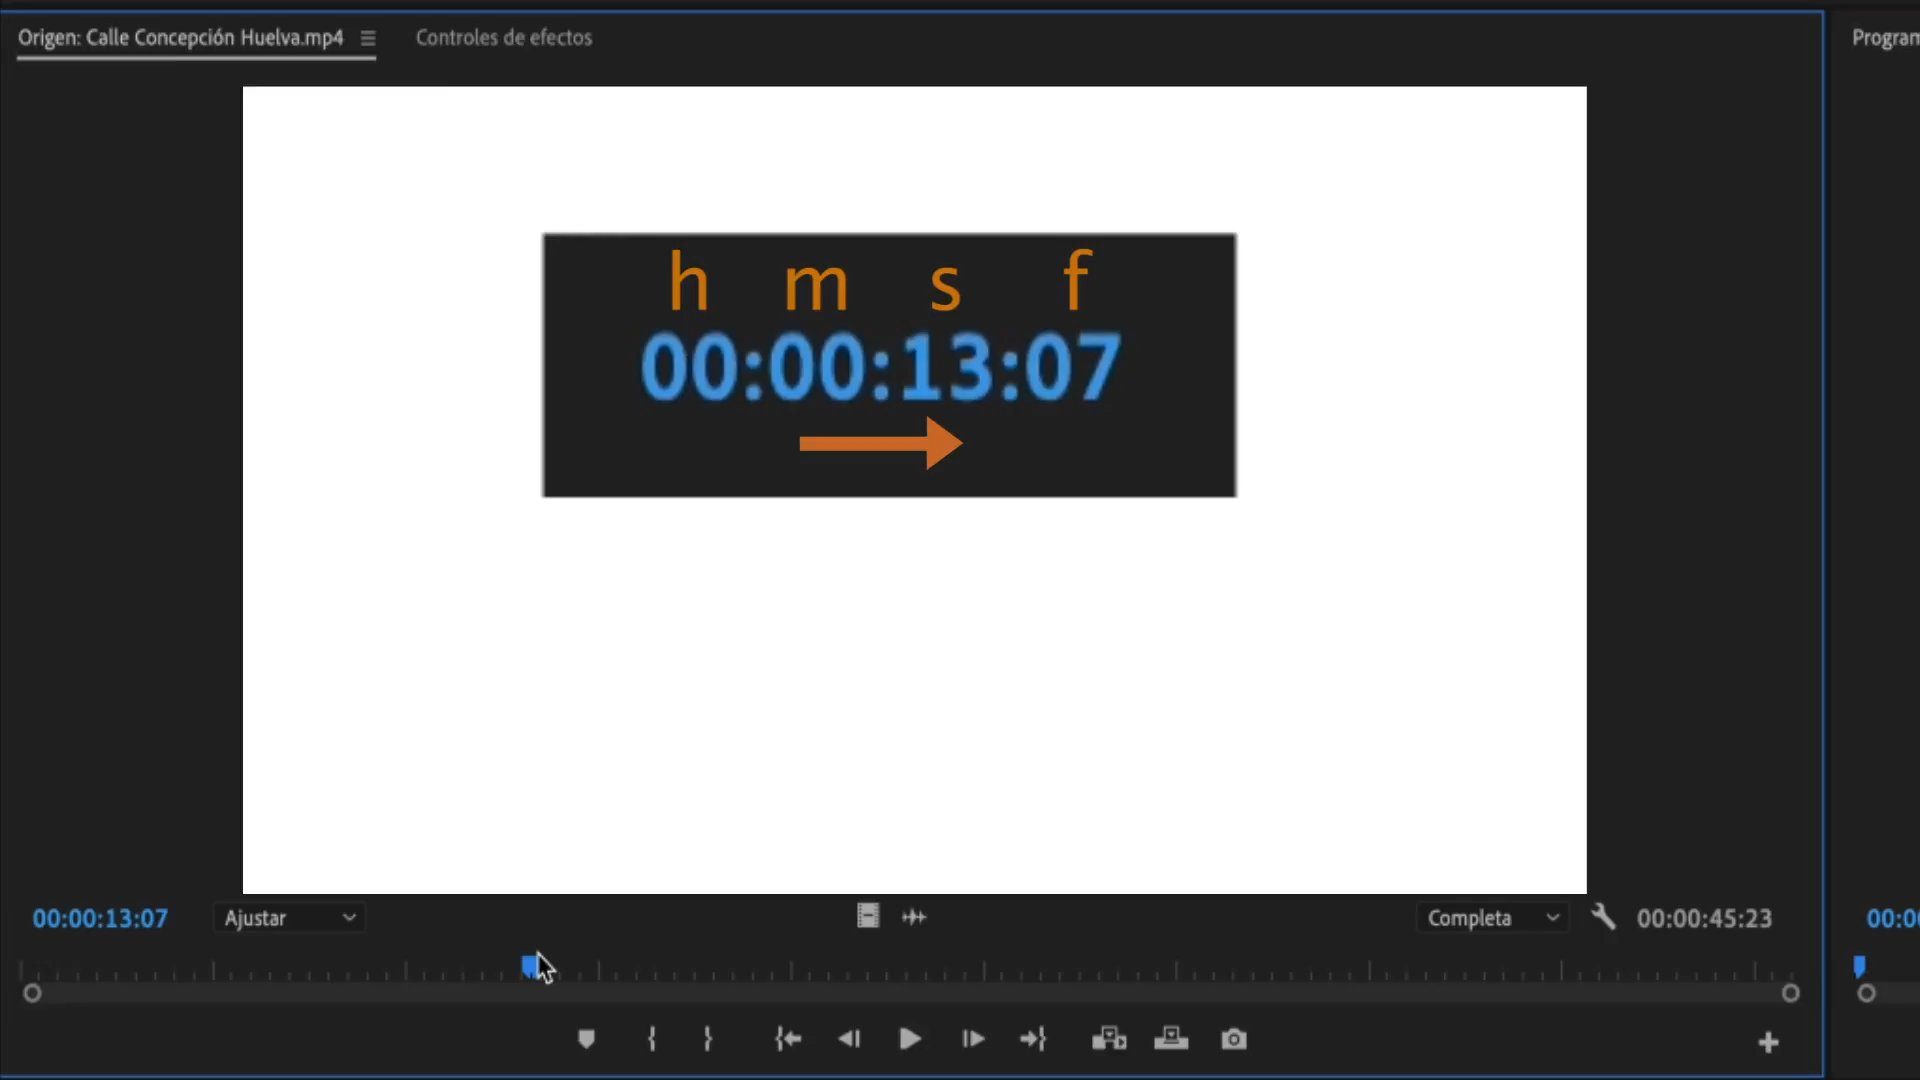 Origen: Calle Concepción Huelva.mp4
Controles de efectos
Program
h m s f
00:00:13:07
00:00:13:07
Ajustar
Completa
00:00:45:23
00:0